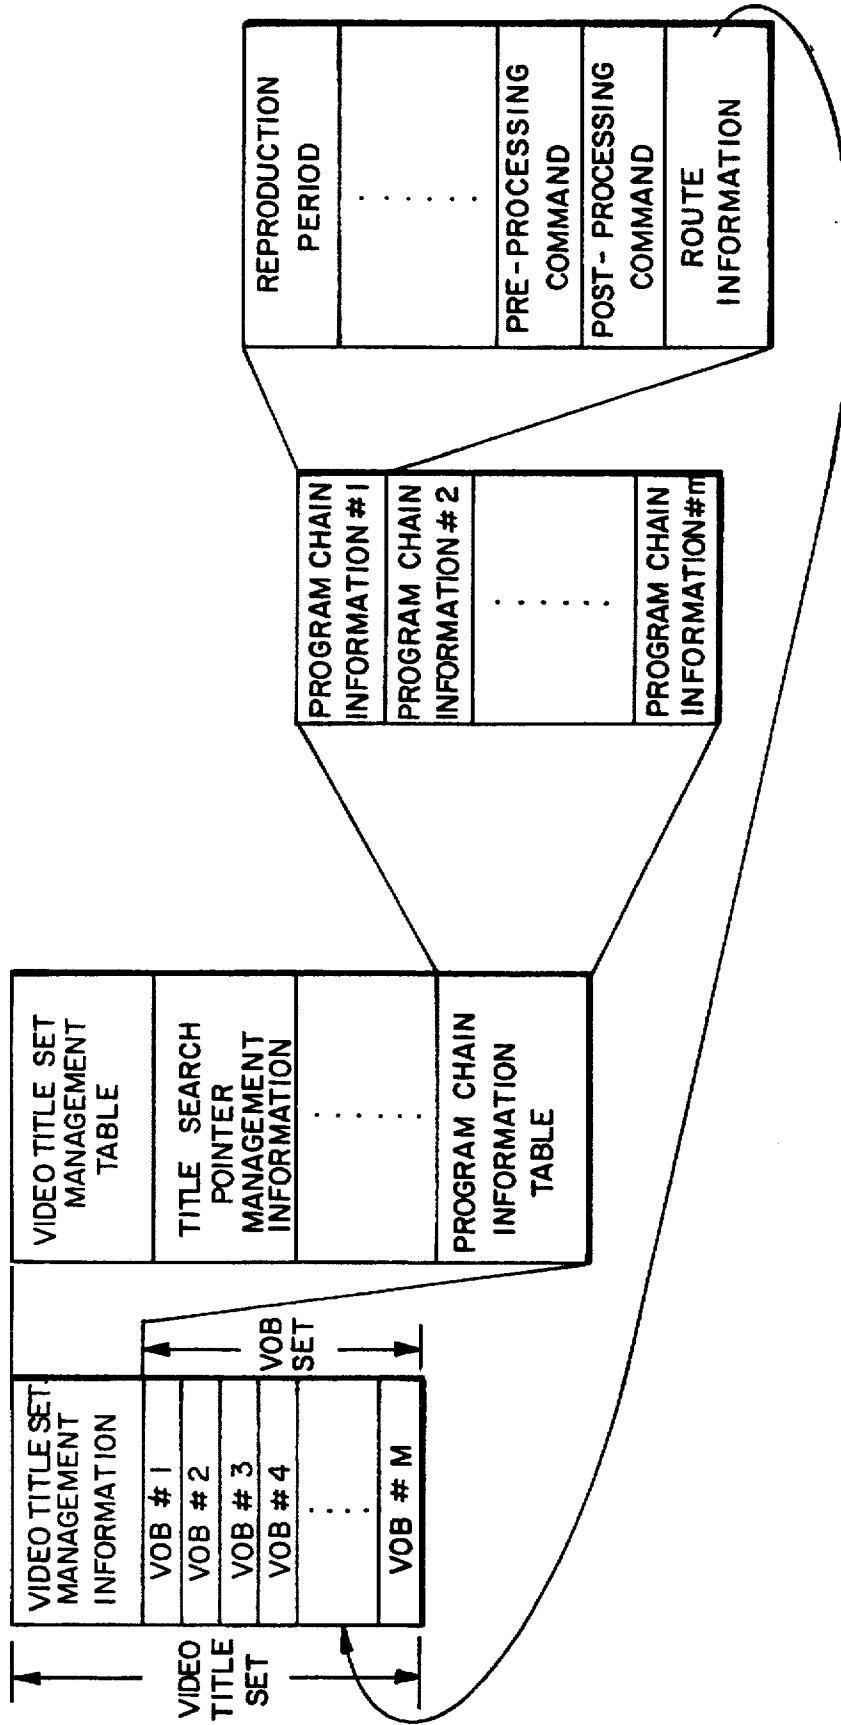 VIDEO
TITLE
SET
VIDEO TITLE SET
MANAGEMENT
INFORMATION
VOB # 1
VOB # 2
VOB # 3
VOB # 4
......
VOB # M
VOB
SET
VIDEO TITLE SET
MANAGEMENT
TABLE
TITLE SEARCH
POINTER
MANAGEMENT
INFORMATION
.......
PROGRAM CHAIN
INFORMATION
TABLE
PROGRAM CHAIN
INFORMATION #1
PROGRAM CHAIN
INFORMATION # 2
......
PROGRAM CHAIN
INFORMATION#m
REPRODUCTION
PERIOD
......
PRE-PROCESSING
COMMAND
POST- PROCESSING
COMMAND
ROUTE
INFORMATION